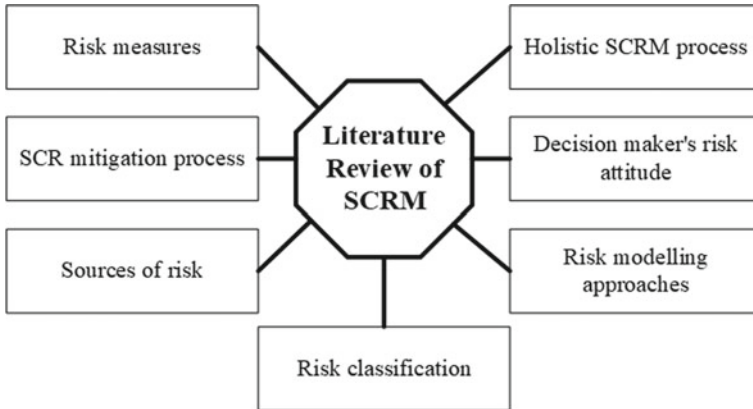 Risk measures
Holistic SCRM process
Literature
Review of
SCRM
SCR mitigation process
Decision maker's risk
attitude
Sources of risk
Risk modelling
approaches
Risk classification